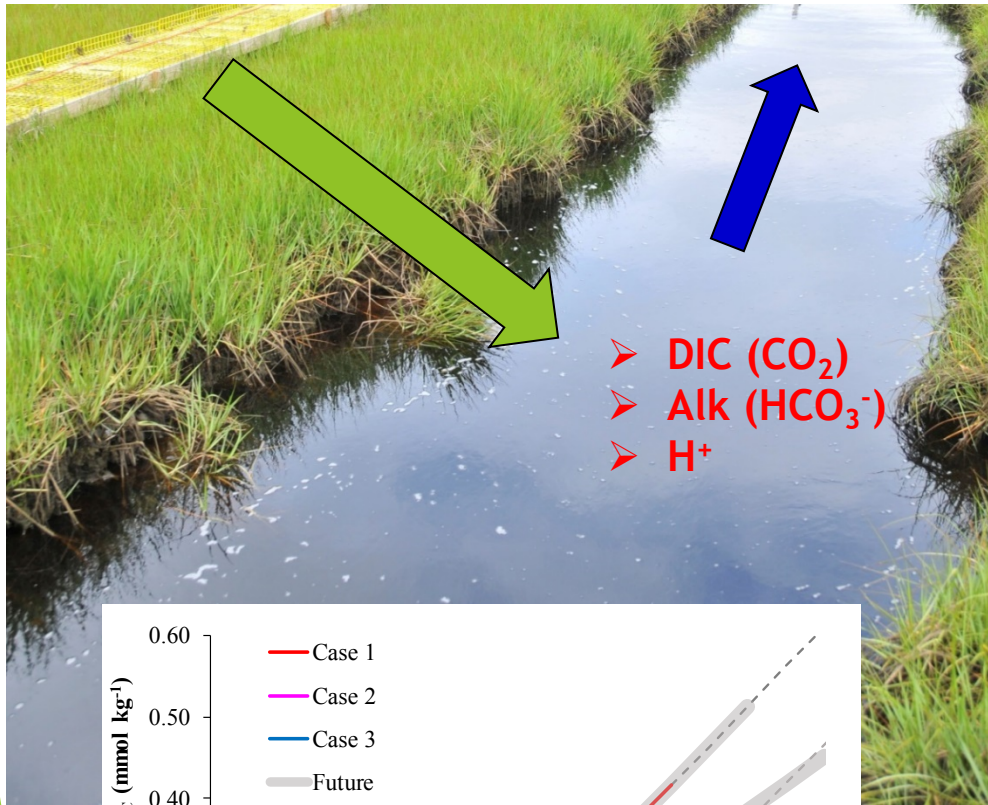 ➢ DIC (CO₂)
➢ Alk (HCO₃⁻)
➢ H⁺
0.60
0.50
0.40
(mmol kg⁻¹)
Case 1
Case 2
Case 3
Future